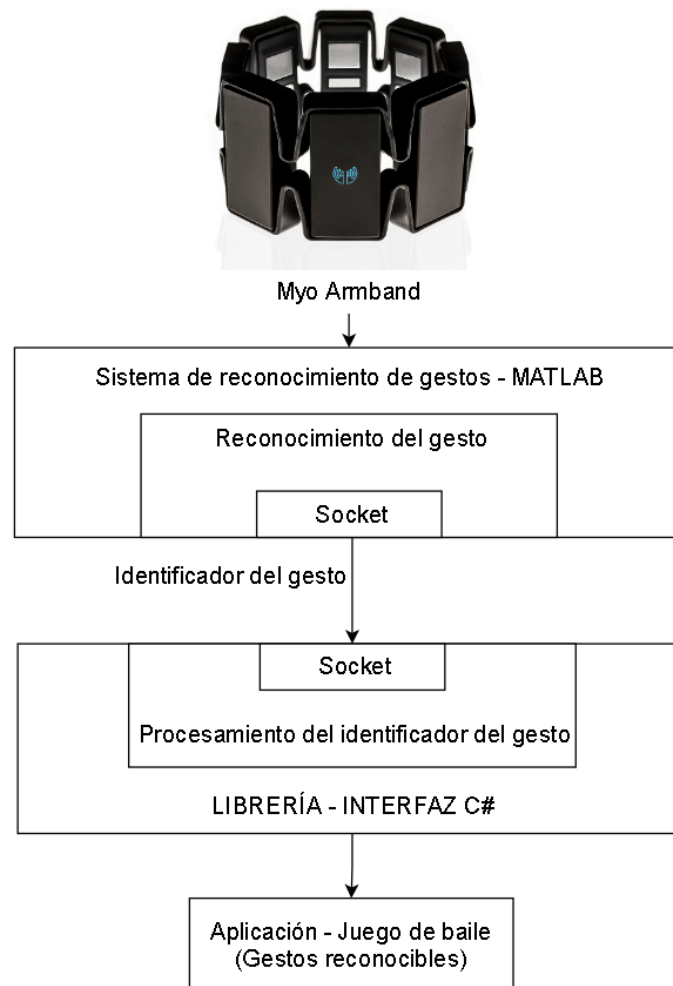 Myo Armband
Sistema de reconocimiento de gestos - MATLAB
Reconocimiento del gesto
Socket
Identificador del gesto
Socket
Procesamiento del identificador del gesto
LIBRERÍA - INTERFAZ C#
Aplicación - Juego de baile
(Gestos reconocibles)